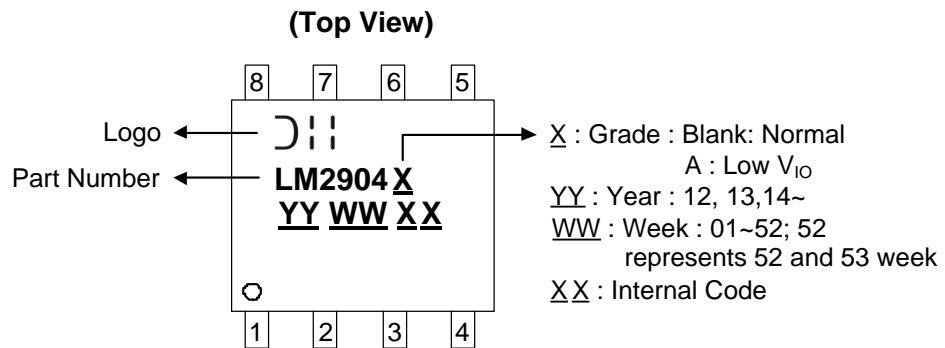 (Top View)
8 7 6 5
Logo
Part Number
LM2904 X
YY WW X X
X : Grade : Blank: Normal
A : Low VIO
YY : Year : 12, 13,14~
WW : Week : 01~52; 52
represents 52 and 53 week
X X : Internal Code
1 2 3 4